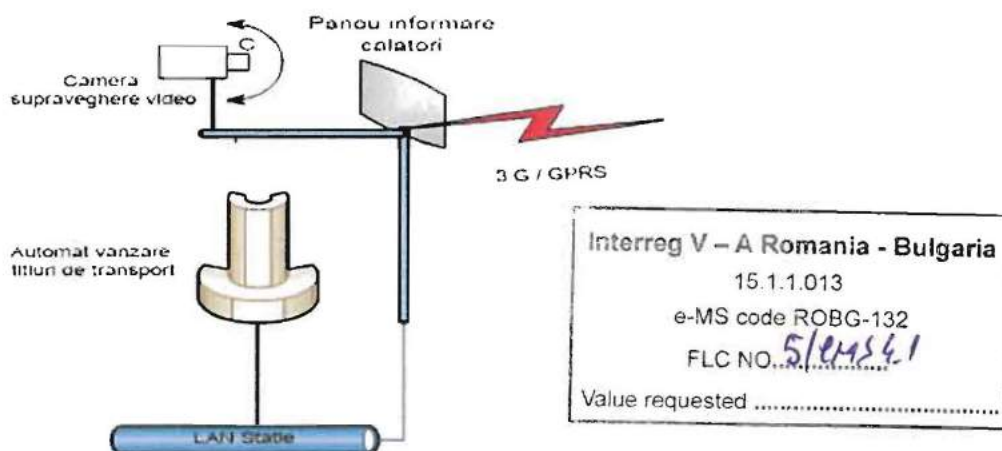 Panou informare
calatori
C
Camera
supraveghere video
3 G / GPRS
Automat vanzare
titluri de transport
LAN Statie
Interreg V – A Romania - Bulgaria
15.1.1.013
e-MS code ROBG-132
FLC NO.
Value requested ........................